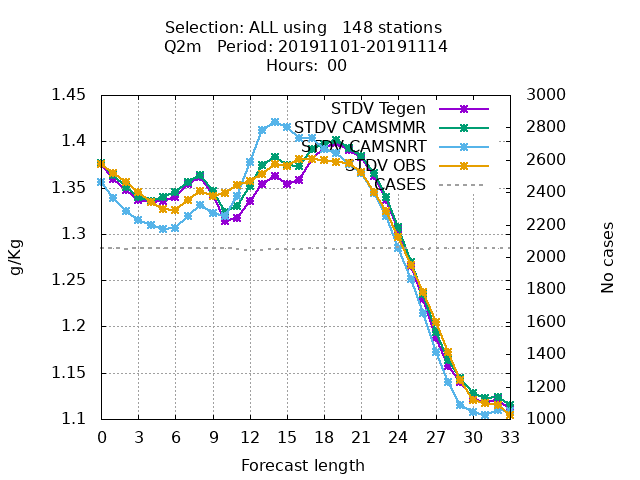 Selection: ALL using   148 stations
Q2m   Period: 20191101-20191114
Hours:  00
1.45
1.4
1.35
1.3
1.25
1.2
1.15
1.1
g/Kg
STDV Tegen
STDV CAMSMMR
STDV CAMSNRT
STDV OBS
CASES
3000
2800
2600
2400
2200
2000
1800
1600
1400
1200
1000
No cases
0 3 6 9 12 15 18 21 24 27 30 33
Forecast length